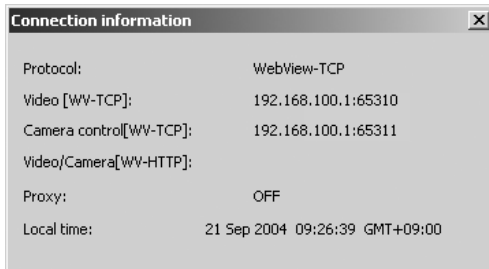 Connection information
Protocol: WebView-TCP
Video [WV-TCP]: 192.168.100.1:65310
Camera control[WV-TCP]: 192.168.100.1:65311
Video/Camera[WV-HTTP]:
Proxy: OFF
Local time: 21 Sep 2004 09:26:39 GMT+09:00